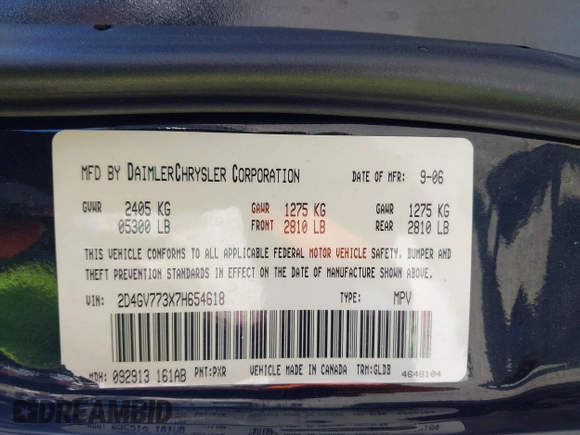 MFD BY DAIMLERCHRYSLER CORPORATION DATE OF MFR: 9-06
GVWR 2405 KG GAWR 1275 KG GAWR 1275 KG
05300 LB FRONT 2810 LB REAR 2810 LB
THIS VEHICLE CONFORMS TO ALL APPLICABLE FEDERAL MOTOR VEHICLE SAFETY, BUMPER AND
THEFT PREVENTION STANDARDS IN EFFECT ON THE DATE OF MANUFACTURE SHOWN ABOVE.
VIN: 2D4GV773X7H654618 TYPE: MPV
MDH: 092913 161AB PNT:PXR VEHICLE MADE IN CANADA TRM:GLD8 4648104
DREAMBID